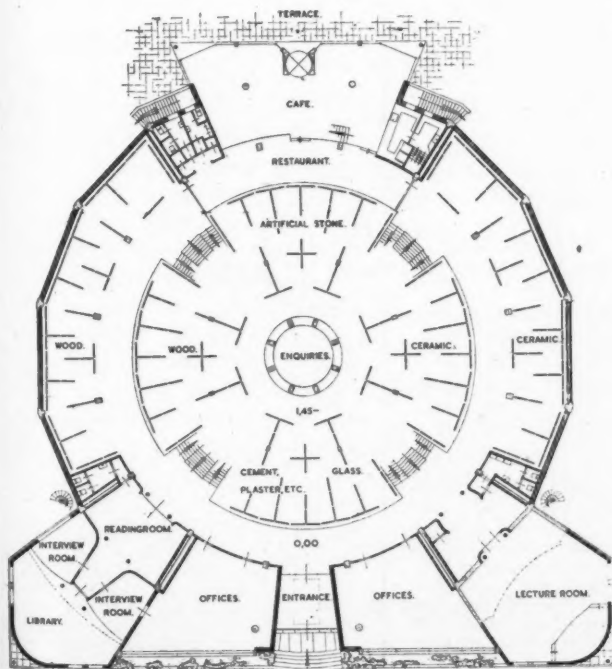 TERRACE.
CAFE.
RESTAURANT.
ARTIFICIAL STONE.
WOOD.
WOOD.
ENQUIRIES.
CERAMIC.
CERAMIC.
1,45–
CEMENT,
PLASTER, ETC.
GLASS.
READINGROOM.
0,00
INTERVIEW
ROOM.
INTERVIEW
ROOM.
LIBRARY.
OFFICES.
ENTRANCE
OFFICES.
LECTURE ROOM.